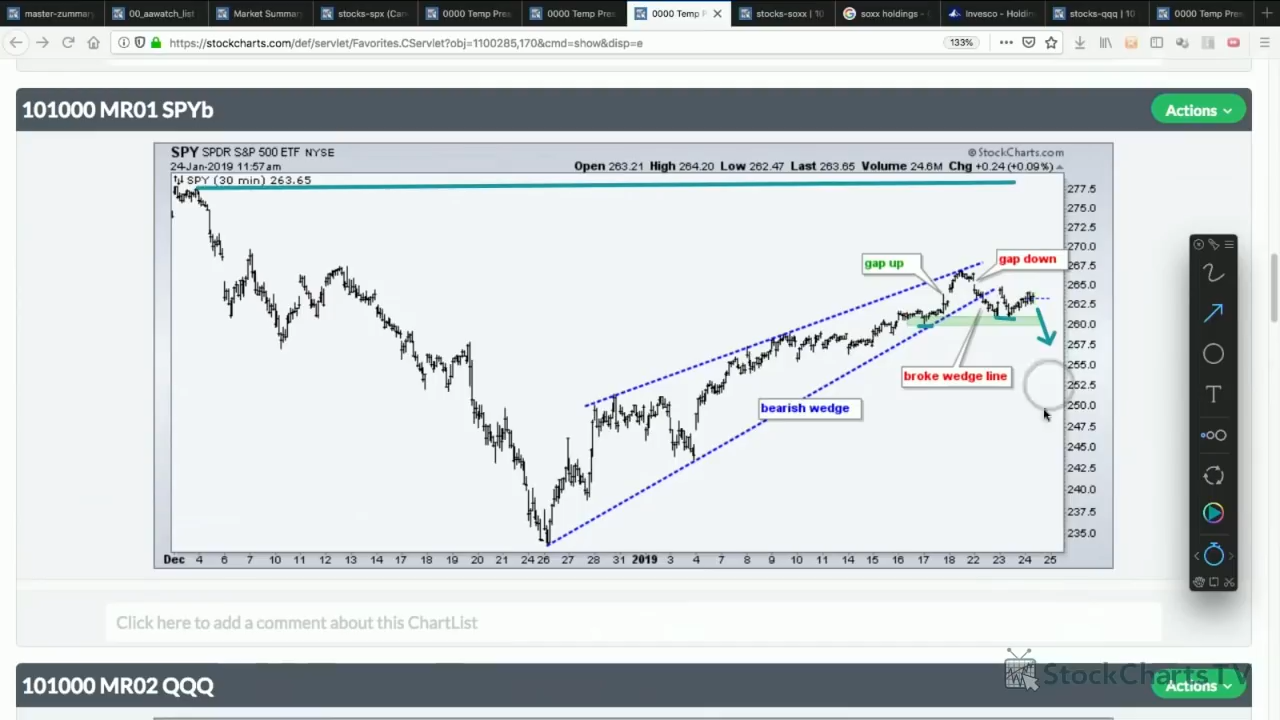 master-zummary
00_aawatch_list
Market Summar
stocks-spx (Can
0000 Temp Pres
0000 Temp Pres
0000 Temp P
stocks-soxx | 10
soxx holdings -
Invesco - Holdin
stocks-qqq | 10
0000 Temp Pres
https://stockcharts.com/def/servlet/Favorites.CServlet?obj=1100285,170&cmd=show&disp=e
133%
101000 MR01 SPYb
Actions
SPY SPDR S&P 500 ETF NYSE
© StockCharts.com
24-Jan-2019 11:57am
Open 263.21 High 264.20 Low 262.47 Last 263.65 Volume 24.6M Chg +0.24 (+0.09%)
SPY (30 min) 263.65
277.5
275.0
272.5
270.0
267.5
265.0
262.5
260.0
257.5
255.0
252.5
250.0
247.5
245.0
242.5
240.0
237.5
235.0
gap up
gap down
broke wedge line
bearish wedge
Dec 4 6 7 10 11 12 13 14 17 18 19 20 21 24 26 27 28 31 2019 3 4 7 8 9 10 11 14 15 16 17 18 22 23 24 25
T
Click here to add a comment about this ChartList
101000 MR02 QQQ
Actions
StockChartsTV